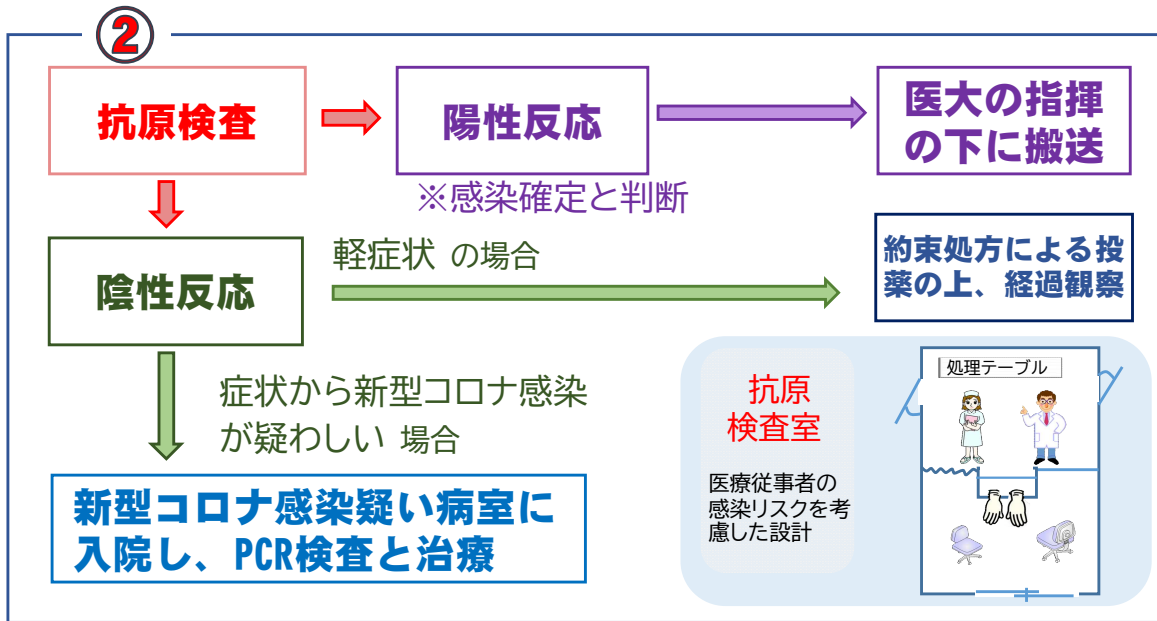 ②
抗原検査
陽性反応
医大の指揮
の下に搬送
※感染確定と判断
陰性反応
軽症状 の場合
約束処方による投
薬の上、経過観察
症状から新型コロナ感染
が疑わしい 場合
新型コロナ感染疑い病室に
入院し、PCR検査と治療
抗原
検査室
医療従事者の
感染リスクを考
慮した設計
処理テーブル